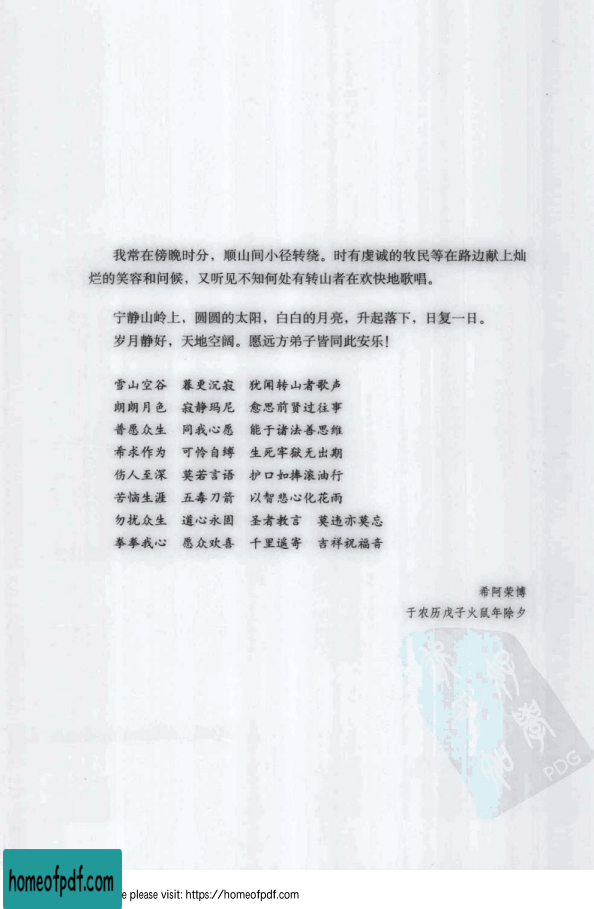 我常在傍晚时分，顺山间小径转绕。时有虔诚的牧民等在路边献上灿
烂的笑容和问候，又听见不知何处有转山者在欢快地歌唱。
宁静山岭上，圆圆的太阳，白白的月亮，升起落下，日复一日。
岁月静好，天地空阔。愿远方弟子皆同此安乐！
雪山空谷　暮更沉寂　犹闻转山者歌声
朗朗月色　寂静玛尼　愈思前贤过往事
普愿众生　同我心愿　能于诸法善思维
希求作为　可怜自缚　生死牢狱无出期
伤人至深　莫若言语　护口如捧滚油行
苦恼生涯　五毒刀箭　以智悲心化花雨
勿扰众生　道心永固　圣者教言　莫违亦莫忘
拳拳我心　愿众欢喜　千里遥寄　吉祥祝福音
希阿荣博
于农历戊子火鼠年除夕
PDG
homeofpdf.com
e please visit: https://homeofpdf.com